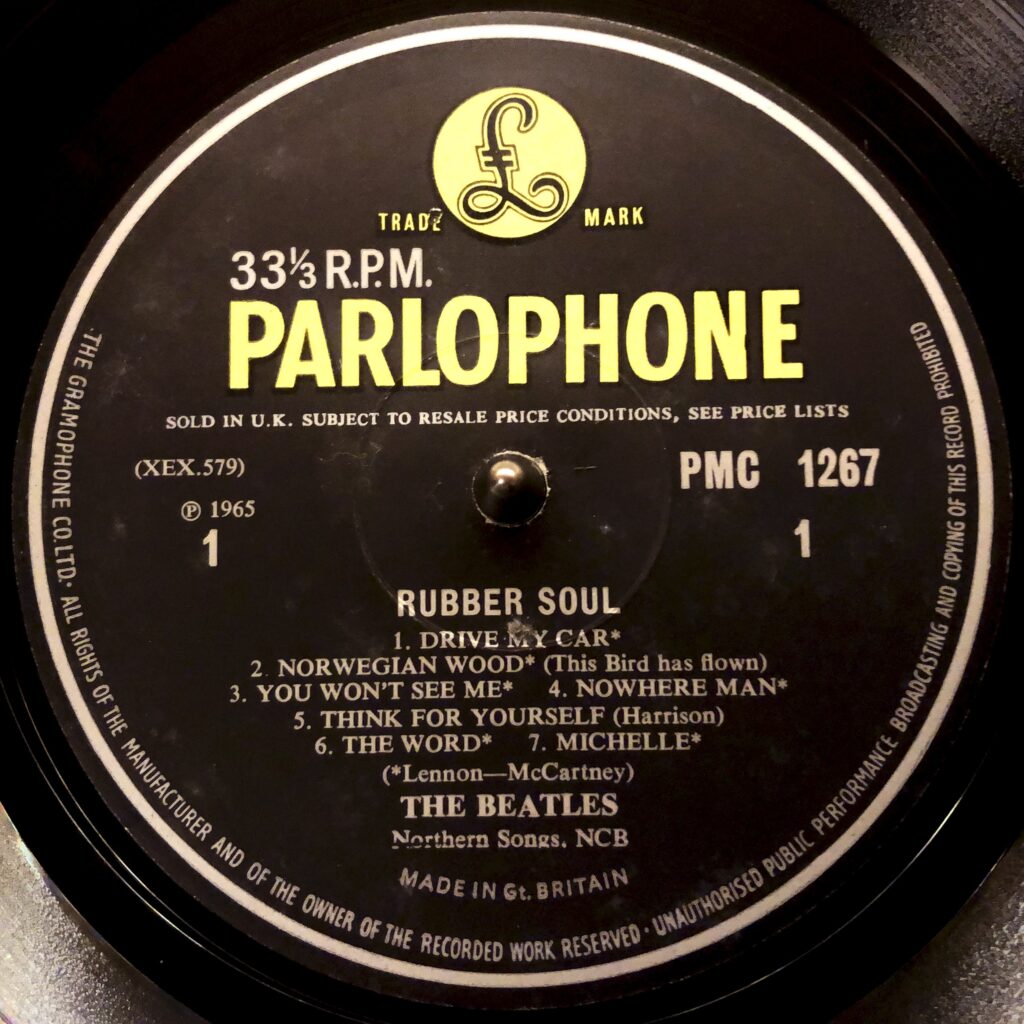 £
TRADE MARK
33⅓ R.P.M.
PARLOPHONE
SOLD IN U.K. SUBJECT TO RESALE PRICE CONDITIONS, SEE PRICE LISTS
(XEX.579)
PMC 1267
℗ 1965
1
1
RUBBER SOUL
1. DRIVE MY CAR*
2. NORWEGIAN WOOD* (This Bird has flown)
3. YOU WON'T SEE ME* 4. NOWHERE MAN*
5. THINK FOR YOURSELF (Harrison)
6. THE WORD* 7. MICHELLE*
(*Lennon—McCartney)
THE BEATLES
Northern Songs. NCB
MADE IN Gt. BRITAIN
THE GRAMOPHONE CO. LTD. · ALL RIGHTS OF THE MANUFACTURER AND OF THE OWNER OF THE RECORDED WORK RESERVED · UNAUTHORISED PUBLIC PERFORMANCE BROADCASTING AND COPYING OF THIS RECORD PROHIBITED